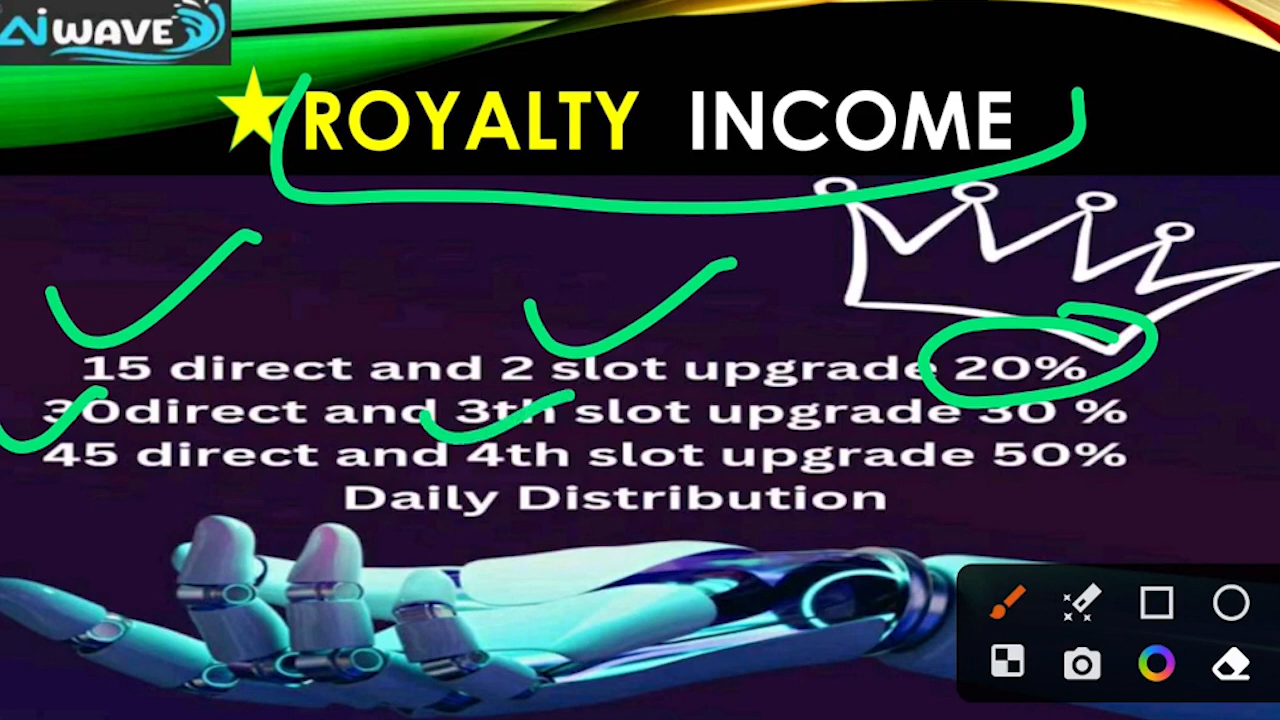 AiWAVE
ROYALTY INCOME
15 direct and 2 slot upgrade 20%
30direct and 3th slot upgrade 30 %
45 direct and 4th slot upgrade 50%
Daily Distribution